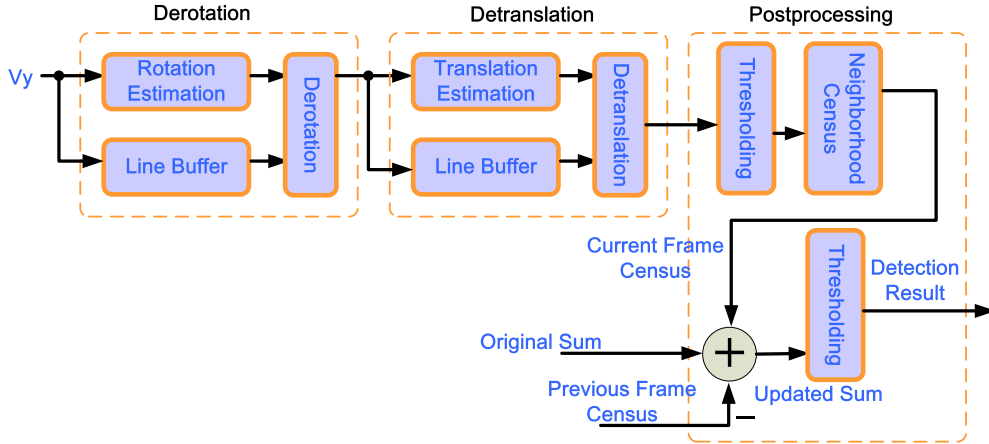 Derotation
Detranslation
Postprocessing
Vy
Rotation
Estimation
Line Buffer
Derotation
Translation
Estimation
Line Buffer
Detranslation
Thresholding
Neighborhood
Census
Current Frame
Census
Original Sum
Previous Frame
Census
+
−
Updated Sum
Thresholding
Detection
Result